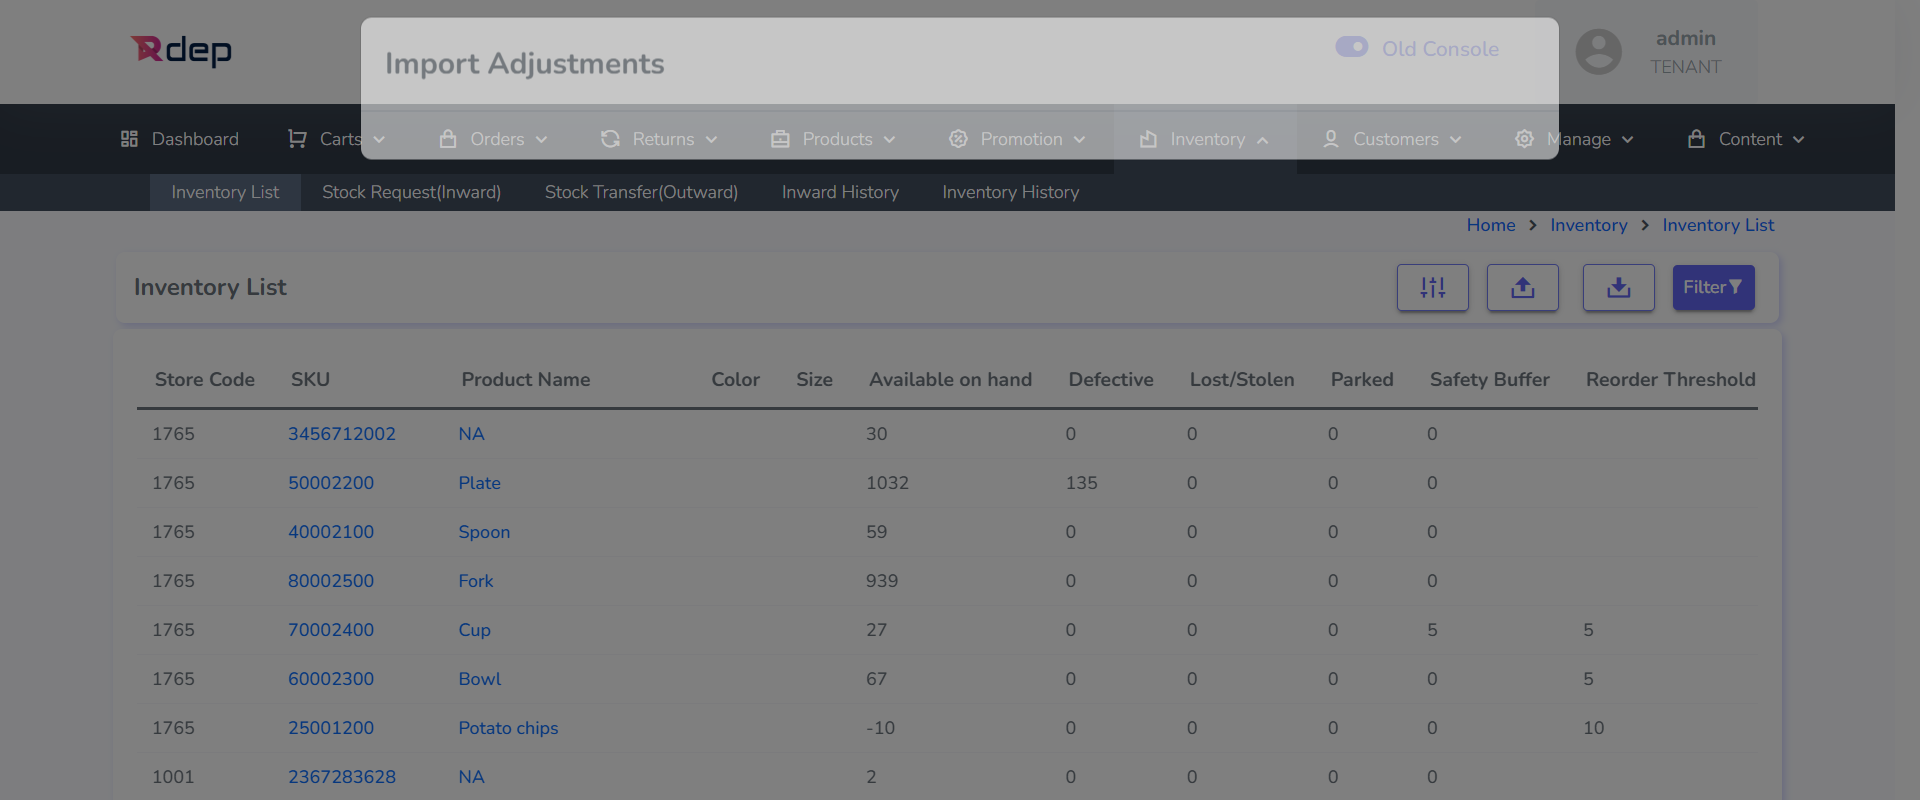 Rdep
Import Adjustments
Old Console
admin
TENANT
Dashboard Carts Orders Returns Products Promotion Inventory Customers Manage Content
Inventory List Stock Request(Inward) Stock Transfer(Outward) Inward History Inventory History
Home > Inventory > Inventory List
Inventory List
Filter
Store Code SKU Product Name Color Size Available on hand Defective Lost/Stolen Parked Safety Buffer Reorder Threshold
1765 3456712002 NA 30 0 0 0 0
1765 50002200 Plate 1032 135 0 0 0
1765 40002100 Spoon 59 0 0 0 0
1765 80002500 Fork 939 0 0 0 0
1765 70002400 Cup 27 0 0 0 5 5
1765 60002300 Bowl 67 0 0 0 0 5
1765 25001200 Potato chips -10 0 0 0 0 10
1001 2367283628 NA 2 0 0 0 0